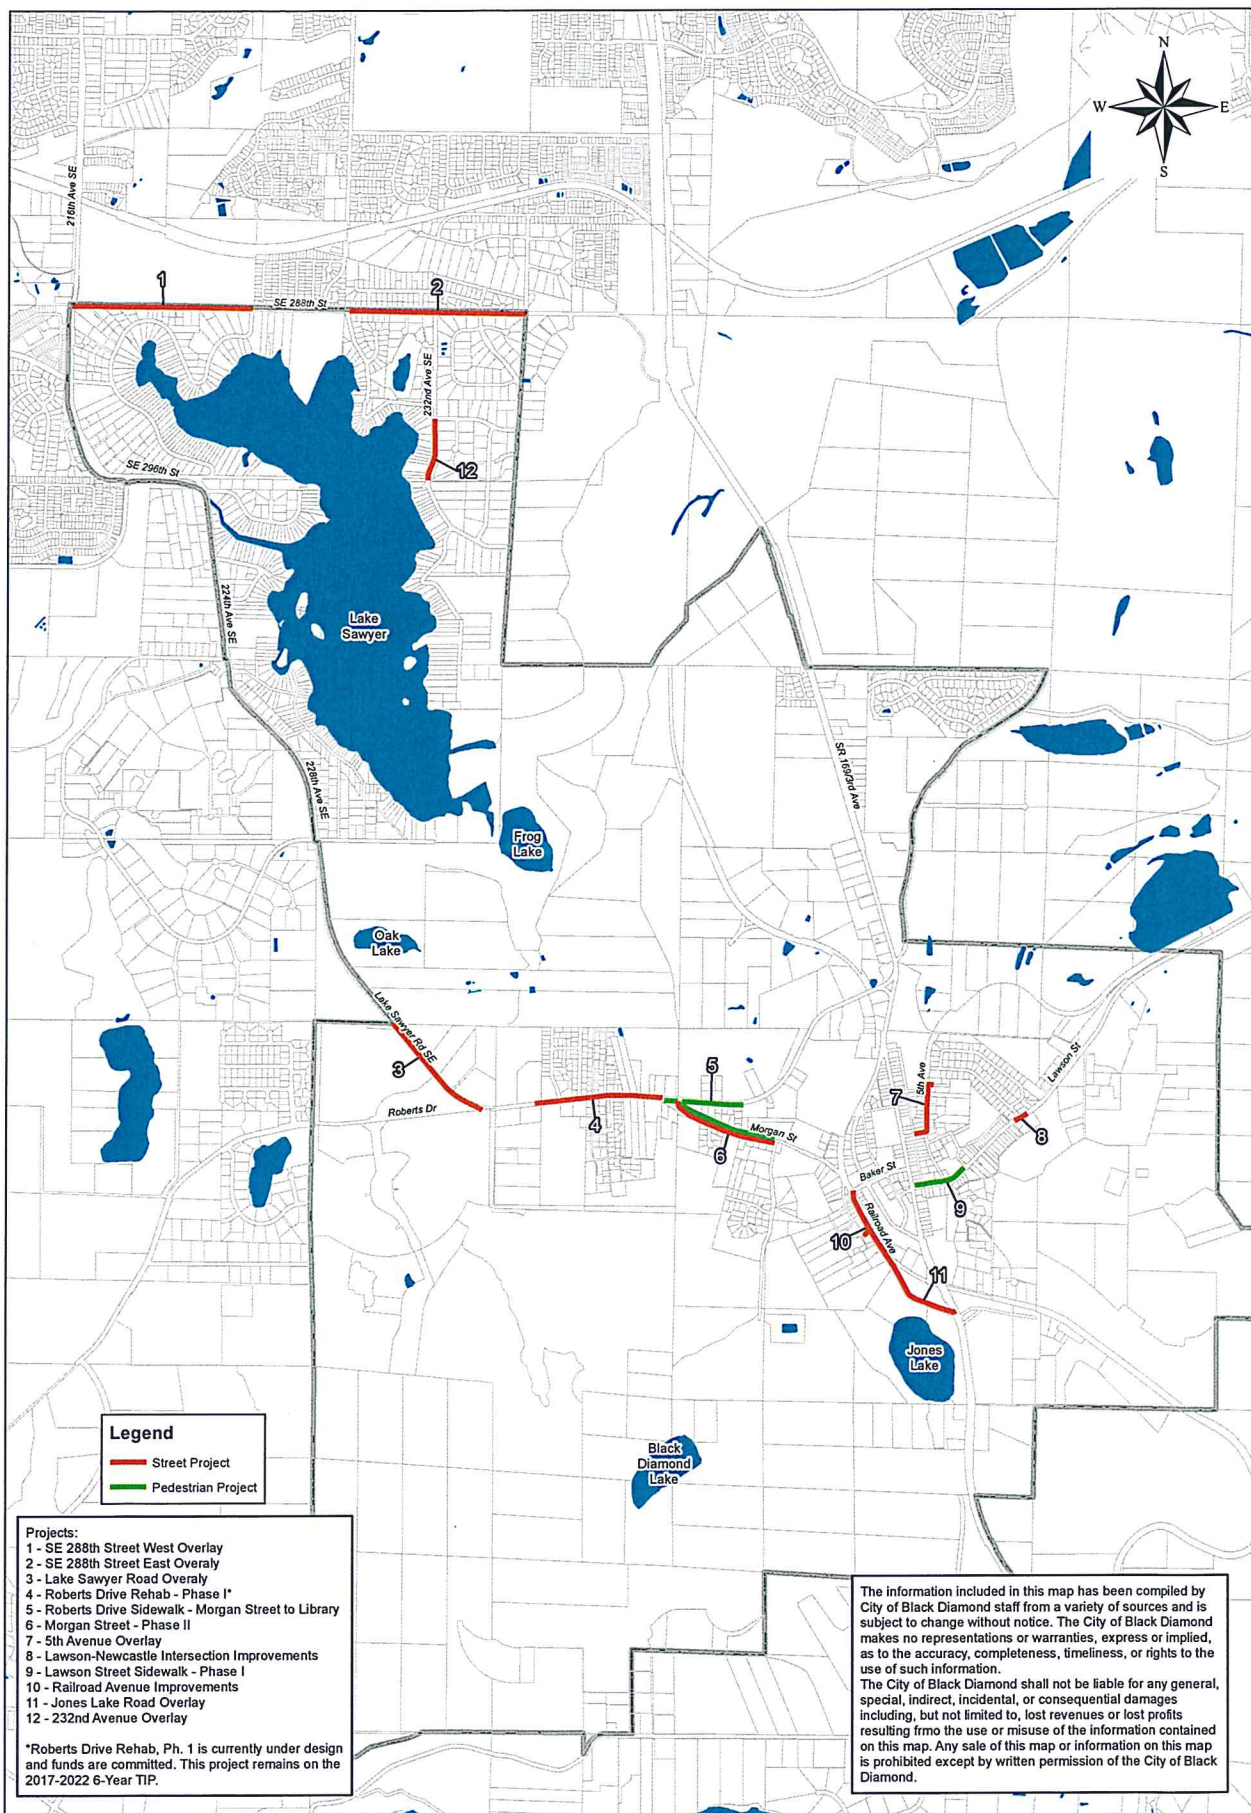 N
W
E
S
216th Ave SE
1
SE 288th St
2
232nd Ave SE
SE 296th St
12
224th Ave SE
Lake
Sawyer
228th Ave SE
SR 169/3rd Ave
Frog
Lake
Oak
Lake
Lake Sawyer Rd SE
3
Roberts Dr
4
5
6
Morgan St
5th Ave
7
Lawson St
8
Baker St
9
Railroad Ave
10
11
Jones
Lake
Black
Diamond
Lake
Legend
Street Project
Pedestrian Project
Projects:
1 - SE 288th Street West Overlay
2 - SE 288th Street East Overaly
3 - Lake Sawyer Road Overaly
4 - Roberts Drive Rehab - Phase I*
5 - Roberts Drive Sidewalk - Morgan Street to Library
6 - Morgan Street - Phase II
7 - 5th Avenue Overlay
8 - Lawson-Newcastle Intersection Improvements
9 - Lawson Street Sidewalk - Phase I
10 - Railroad Avenue Improvements
11 - Jones Lake Road Overlay
12 - 232nd Avenue Overlay
*Roberts Drive Rehab, Ph. 1 is currently under design
and funds are committed. This project remains on the
2017-2022 6-Year TIP.
The information included in this map has been compiled by
City of Black Diamond staff from a variety of sources and is
subject to change without notice. The City of Black Diamond
makes no representations or warranties, express or implied,
as to the accuracy, completeness, timeliness, or rights to the
use of such information.
The City of Black Diamond shall not be liable for any general,
special, indirect, incidental, or consequential damages
including, but not limited to, lost revenues or lost profits
resulting frmo the use or misuse of the information contained
on this map. Any sale of this map or information on this map
is prohibited except by written permission of the City of Black
Diamond.